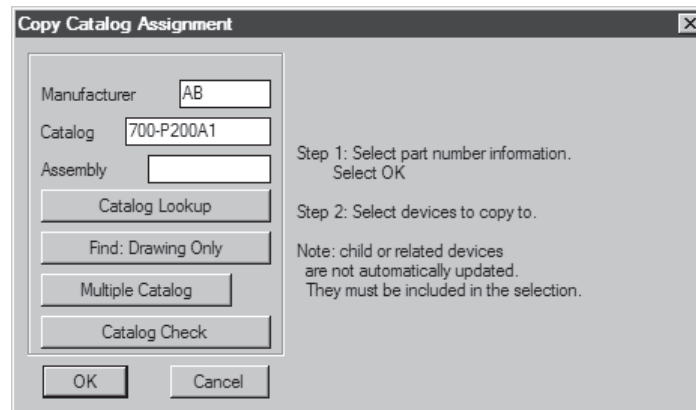 Copy Catalog Assignment
Manufacturer AB
Catalog 700-P200A1
Assembly
Catalog Lookup
Find: Drawing Only
Multiple Catalog
Catalog Check
OK Cancel
Step 1: Select part number information.
Select OK
Step 2: Select devices to copy to.
Note: child or related devices
are not automatically updated.
They must be included in the selection.